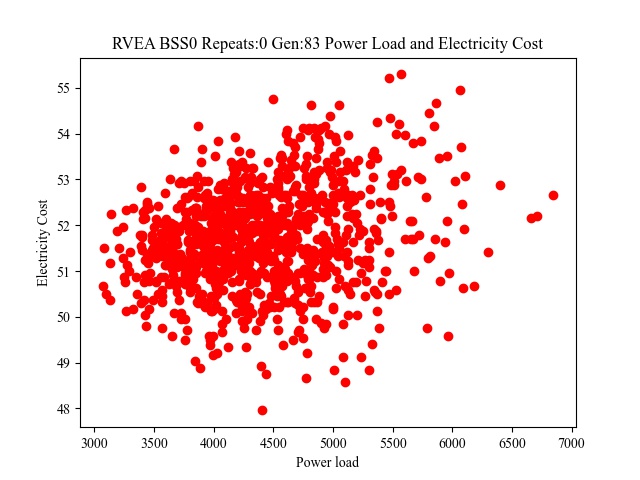 RVEA BSS0 Repeats:0 Gen:83 Power Load and Electricity Cost
55
54
53
52
51
50
49
48
Electricity Cost
3000 3500 4000 4500 5000 5500 6000 6500 7000
Power load